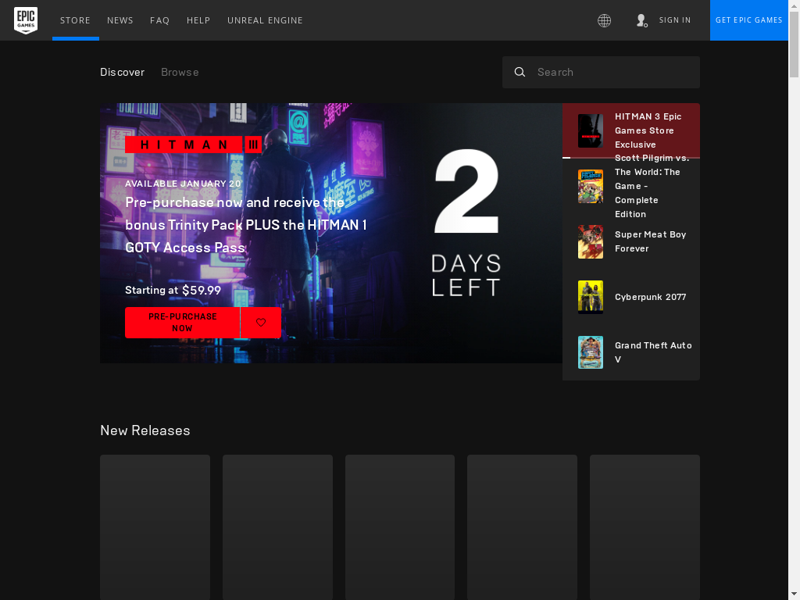 EPIC
GAMES
STORE
NEWS
FAQ
HELP
UNREAL ENGINE
SIGN IN
GET EPIC GAMES
Discover
Browse
Search
HITMAN III
AVAILABLE JANUARY 20
Pre-purchase now and receive the
bonus Trinity Pack PLUS the HITMAN 1
GOTY Access Pass
Starting at $59.99
PRE-PURCHASE
NOW
2
DAYS
LEFT
HITMAN 3 Epic
Games Store
Exclusive
Scott Pilgrim vs.
The World: The
Game -
Complete
Edition
Super Meat Boy
Forever
Cyberpunk 2077
Grand Theft Auto
V
New Releases